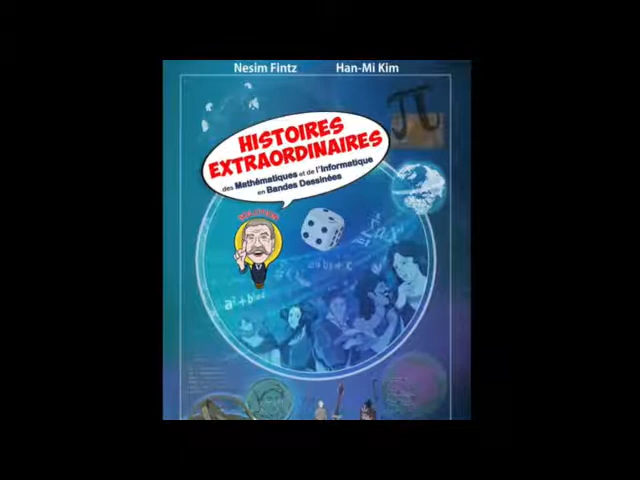 Nesim Fintz Han-Mi Kim
HISTOIRES
EXTRAORDINAIRES
des Mathématiques et de l'Informatique
en Bandes Dessinées
π